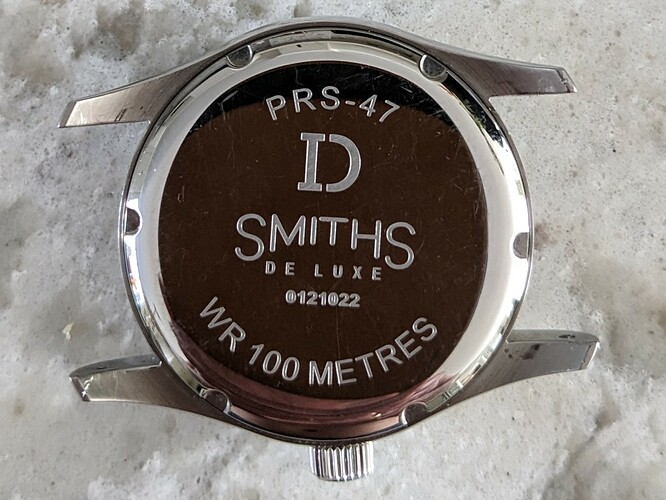 PRS-47
D
SMITHS
DE LUXE
0121022
WR 100 METRES